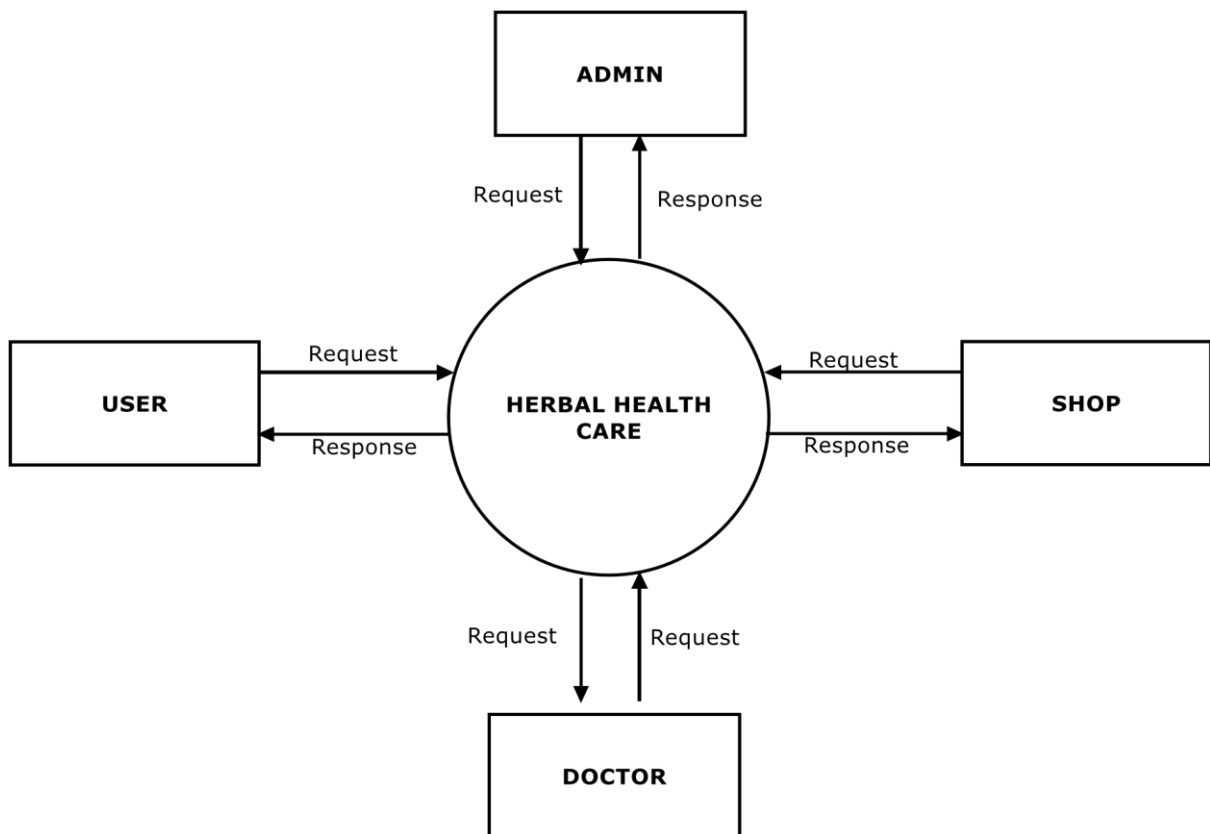 ADMIN
Request
Response
Request
Request
USER
HERBAL HEALTH
CARE
SHOP
Response
Response
Request
Request
DOCTOR